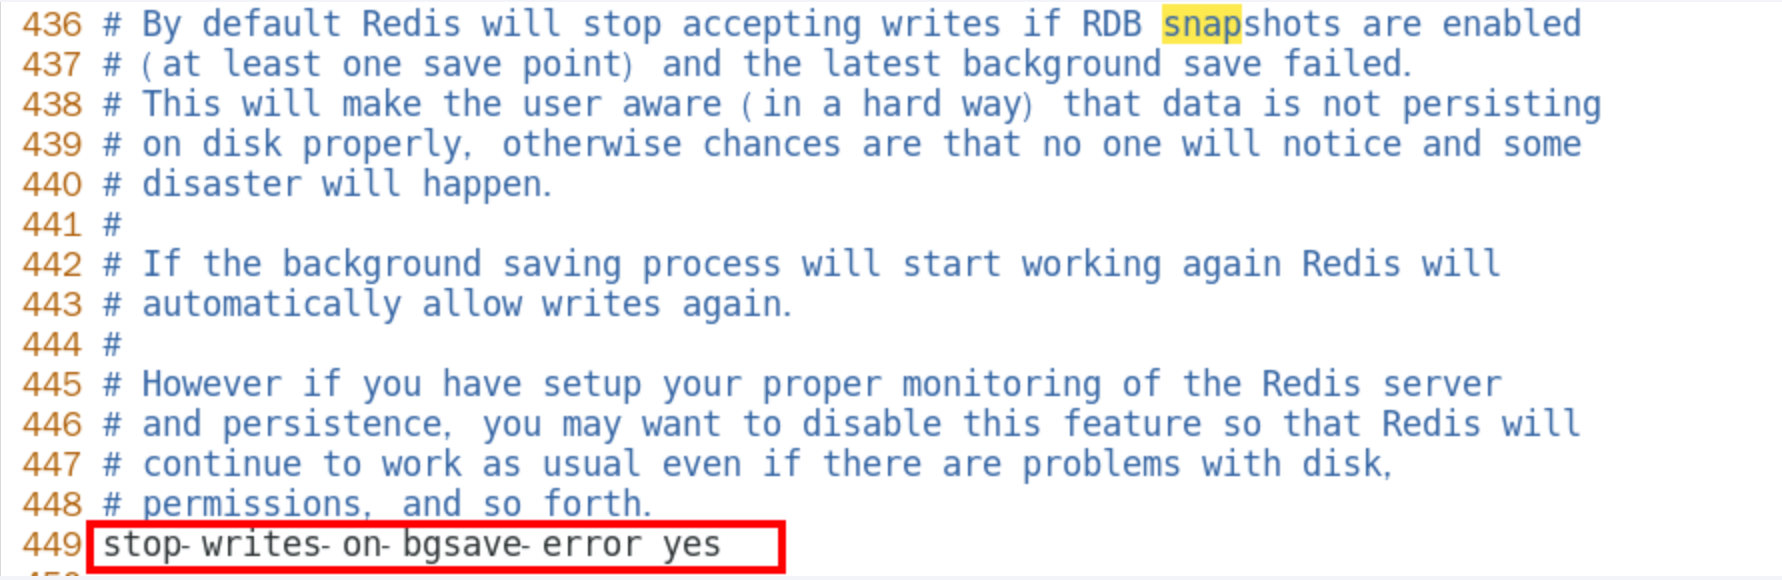 436 # By default Redis will stop accepting writes if RDB snapshots are enabled
437 # (at least one save point) and the latest background save failed.
438 # This will make the user aware (in a hard way) that data is not persisting
439 # on disk properly, otherwise chances are that no one will notice and some
440 # disaster will happen.
441 #
442 # If the background saving process will start working again Redis will
443 # automatically allow writes again.
444 #
445 # However if you have setup your proper monitoring of the Redis server
446 # and persistence, you may want to disable this feature so that Redis will
447 # continue to work as usual even if there are problems with disk,
448 # permissions, and so forth.
449 stop-writes-on-bgsave-error yes